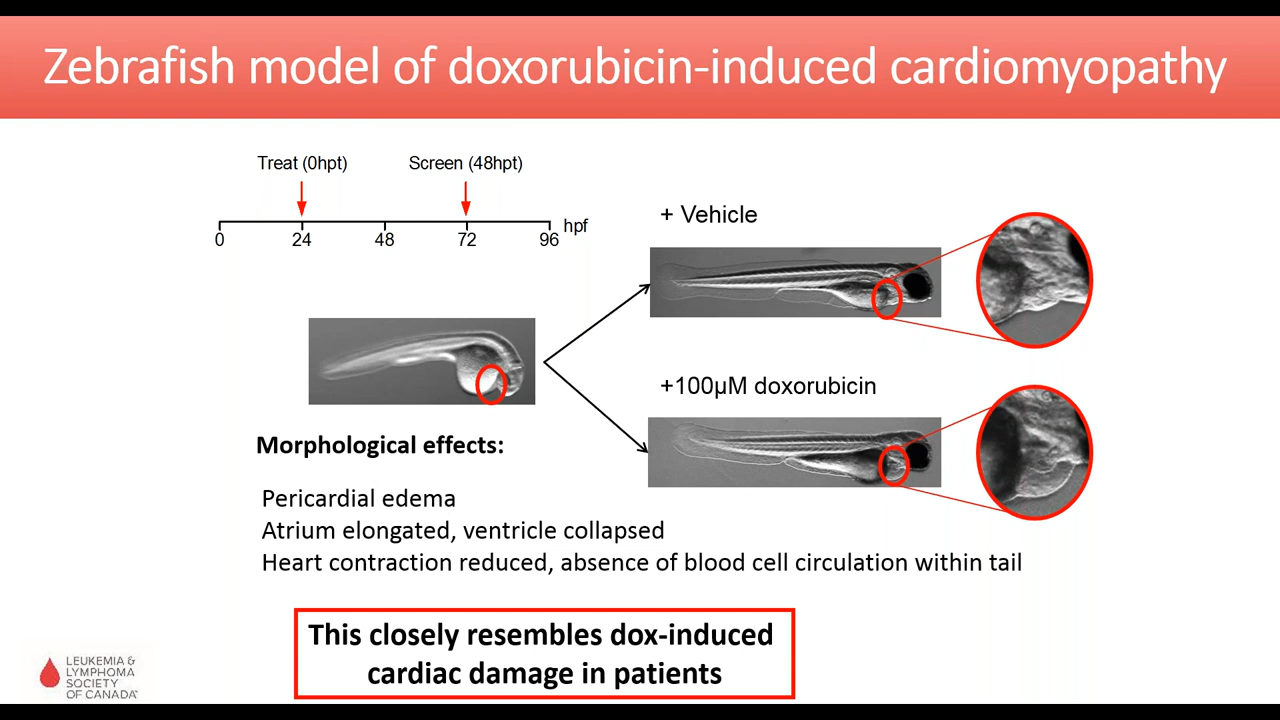 Zebrafish model of doxorubicin-induced cardiomyopathy
Treat (0hpt)
Screen (48hpt)
0 24 48 72 96 hpf
+ Vehicle
+100µM doxorubicin
Morphological effects:
Pericardial edema
Atrium elongated, ventricle collapsed
Heart contraction reduced, absence of blood cell circulation within tail
This closely resembles dox-induced
cardiac damage in patients
LEUKEMIA &
LYMPHOMA
SOCIETY
OF CANADA